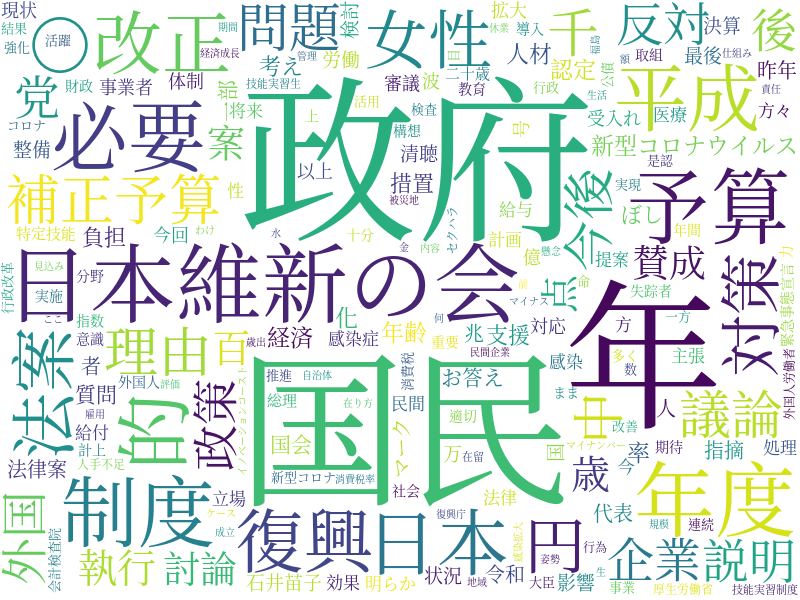 現状
拡大
導入
後
結果
期間
改正
問題
検討
女性
千
反対
決算
強化
活躍
経済成長
管理
休業
目
福島
額
最後
仕組み
○
人材
考え
労働
審議
波
二十歳
認定
公債
取組
昨年
党
財政
事業者
体制
一部
技能実習生
教育
行政
責任
平成
コロナ
将来
上
活用
検査
生活
方々
必要
政府
整備
案
構想
号
受入れ
医療
以上
清聴
新型コロナウイルス
補正予算
性
措置
給与
是認
予算
被災地
セクハラ
実現
今後
ぼし
特定技能
負担
今回
わけ
水
十分
計画
年間
金
内容
懸念
億
提案
力
点
賛成
対策
緊急事態宣言
日本維新の会
行政改革
見込み
分野
実施
ここ
指数
前
マイナス
命
失踪者
一方
何
年
法案
理由
百
化
経済
年齢
兆
支援
対応
方
多く
主張
意識
歳出
感染症
重要
民間企業
数
外国人労働者
者
外国人
評価
推進
自治体
消費税
お答え
感染
まま
人
質問
的
政策
イノベーションコースト
国民
総理
在り方
民間
適切
中
改善
議論
給付
雇用
国会
マーク
万
在留
国
マイナンバー
率
期待
指摘
処理
計上
人手不足
歳
今
法律案
新型コロナ
消費税率
社会
法律
外国
制度
立場
ケース
復興
日本
復興庁
円
代表
規模
連続
年度
会計検査院
成立
感染拡大
姿勢
行為
執行
討論
状況
令和
影響
生
企業
説明
石井苗子
効果
明らか
地域
大臣
事業
厚生労働省
技能実習制度